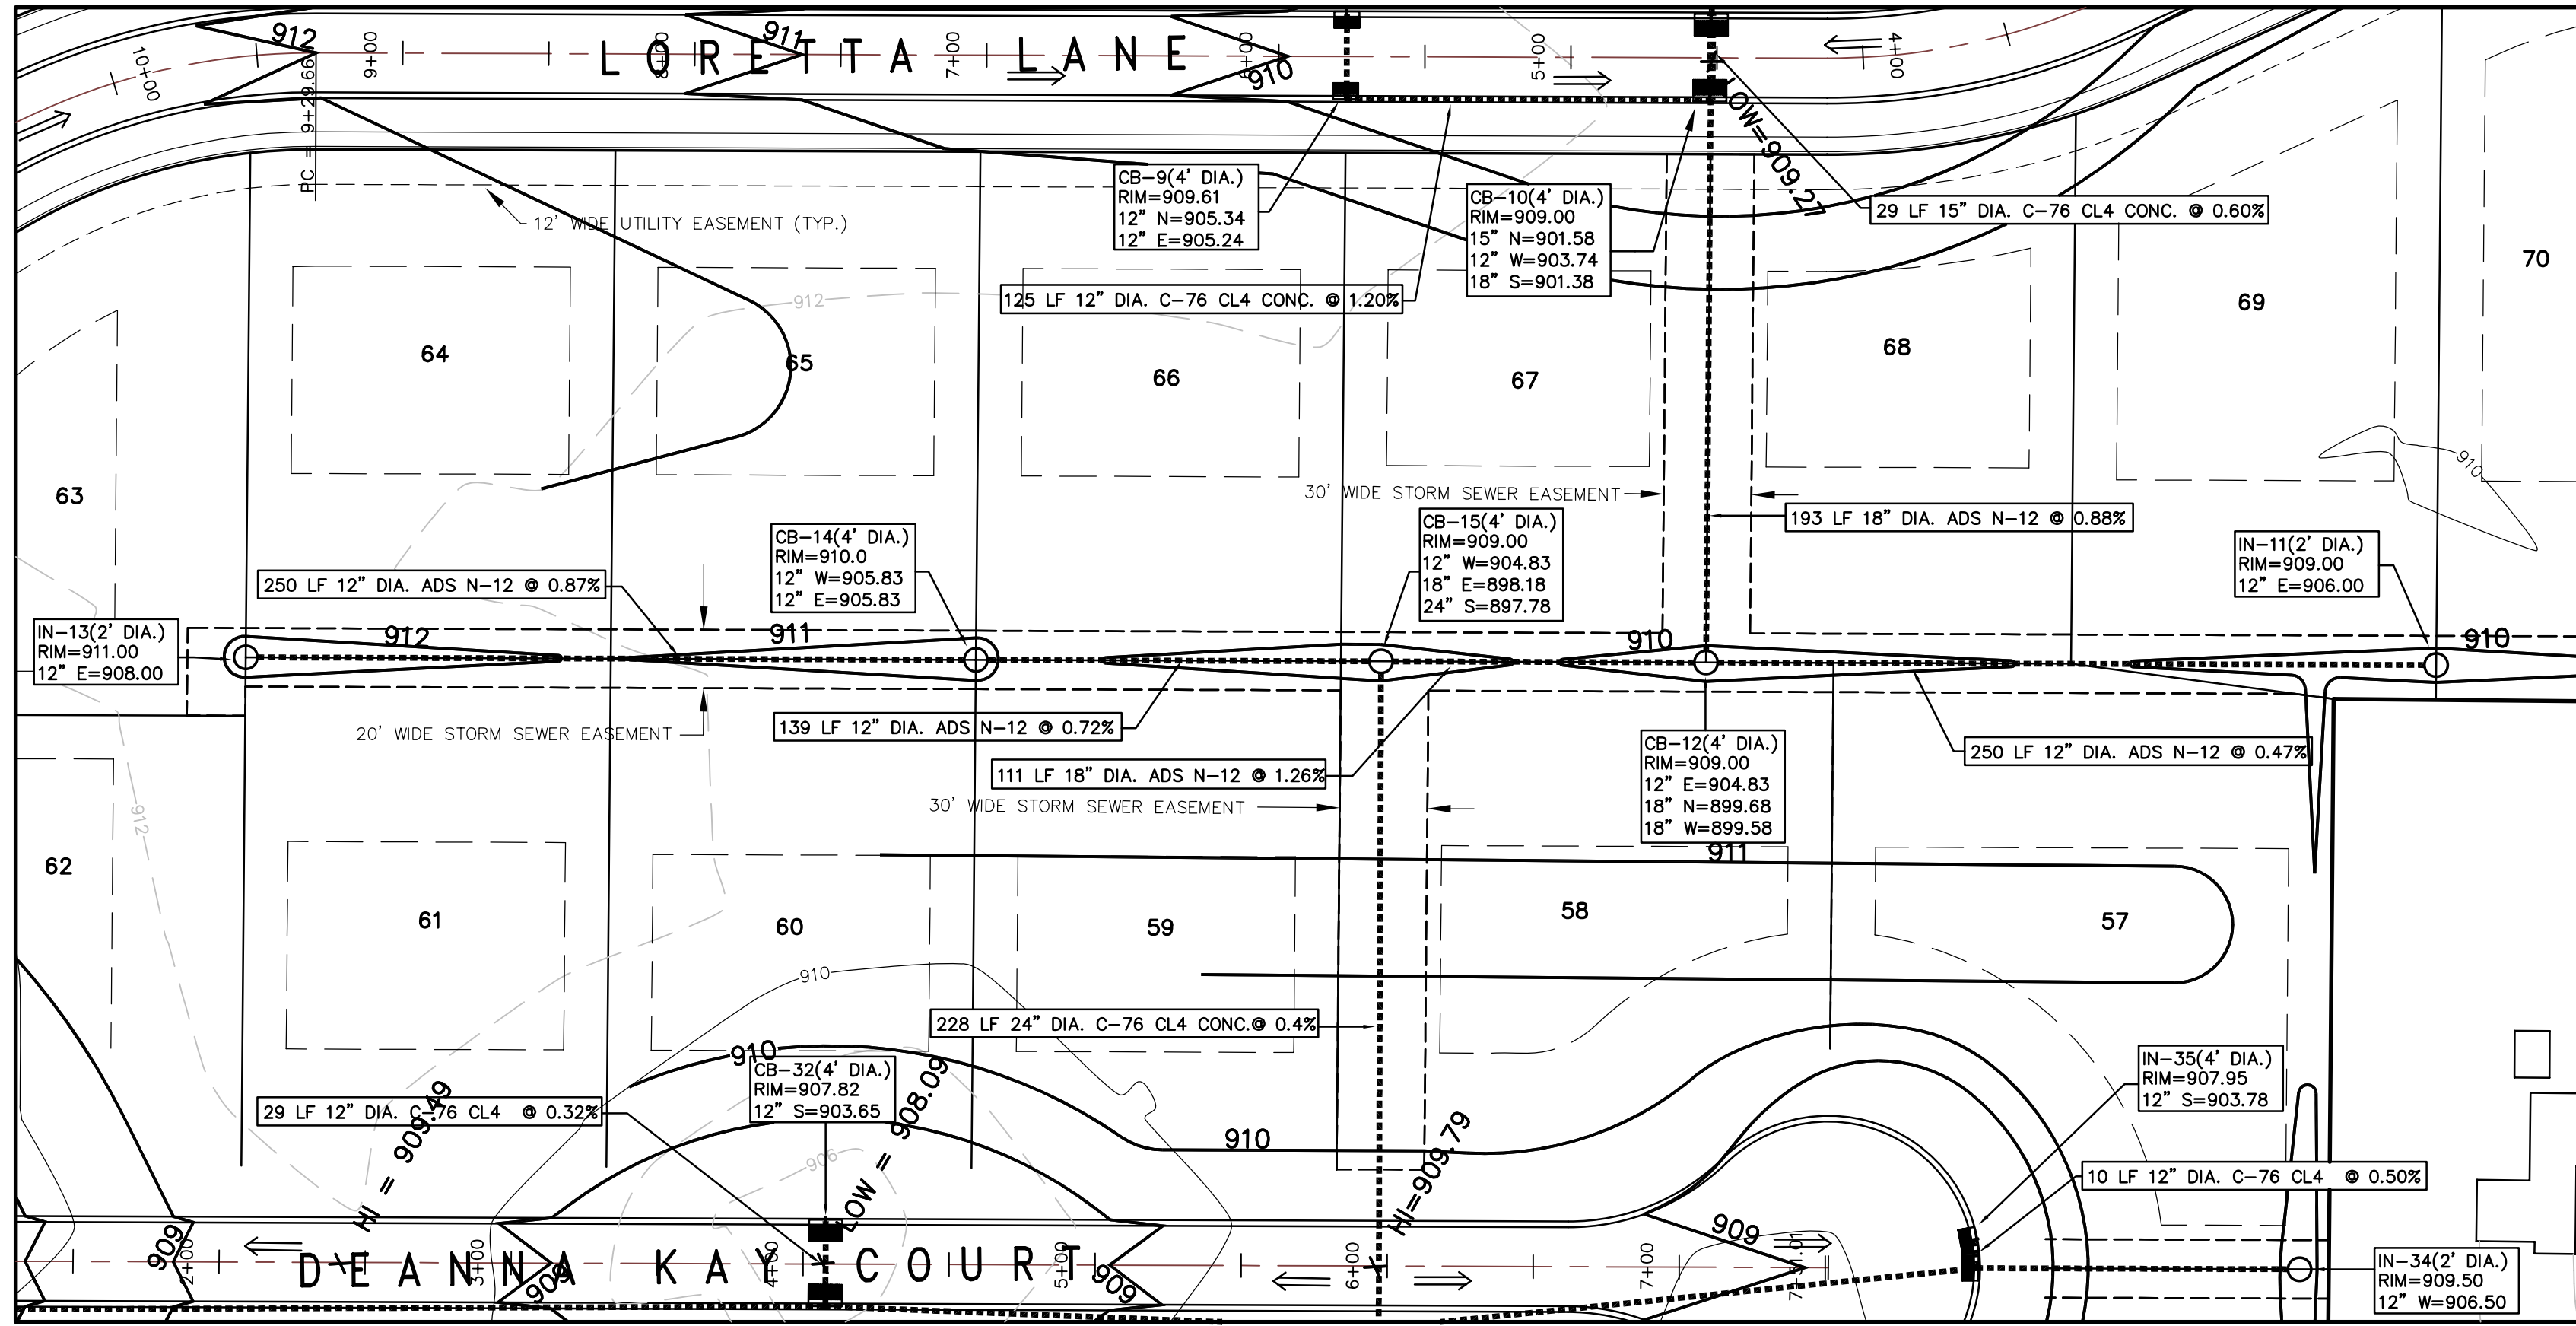 LORETTA LANE
912
911
910
10+00
9+00
8+00
7+00
6+00
5+00
4+00
PC = 9+29.66
LOW=909.27
12' WIDE UTILITY EASEMENT (TYP.)
CB-9(4' DIA.)
RIM=909.61
12" N=905.34
12" E=905.24
CB-10(4' DIA.)
RIM=909.00
15" N=901.58
12" W=903.74
18" S=901.38
29 LF 15" DIA. C-76 CL4 CONC. @ 0.60%
125 LF 12" DIA. C-76 CL4 CONC. @ 1.20%
912
63
64
65
66
67
68
69
70
910
30' WIDE STORM SEWER EASEMENT
193 LF 18" DIA. ADS N-12 @ 0.88%
CB-14(4' DIA.)
RIM=910.0
12" W=905.83
12" E=905.83
CB-15(4' DIA.)
RIM=909.00
12" W=904.83
18" E=898.18
24" S=897.78
IN-11(2' DIA.)
RIM=909.00
12" E=906.00
250 LF 12" DIA. ADS N-12 @ 0.87%
IN-13(2' DIA.)
RIM=911.00
12" E=908.00
912
911
910
910
20' WIDE STORM SEWER EASEMENT
139 LF 12" DIA. ADS N-12 @ 0.72%
111 LF 18" DIA. ADS N-12 @ 1.26%
30' WIDE STORM SEWER EASEMENT
CB-12(4' DIA.)
RIM=909.00
12" E=904.83
18" N=899.68
18" W=899.58
250 LF 12" DIA. ADS N-12 @ 0.47%
912
911
62
61
60
59
58
57
910
228 LF 24" DIA. C-76 CL4 CONC.@ 0.4%
910
CB-32(4' DIA.)
RIM=907.82
12" S=903.65
29 LF 12" DIA. C-76 CL4 @ 0.32%
HI = 909.49
LOW = 908.09
906
910
HI=909.79
IN-35(4' DIA.)
RIM=907.95
12" S=903.78
10 LF 12" DIA. C-76 CL4 @ 0.50%
IN-34(2' DIA.)
RIM=909.50
12" W=906.50
DEANNA KAY COURT
909
909
909
909
2+00
3+00
4+00
5+00
6+00
7+00